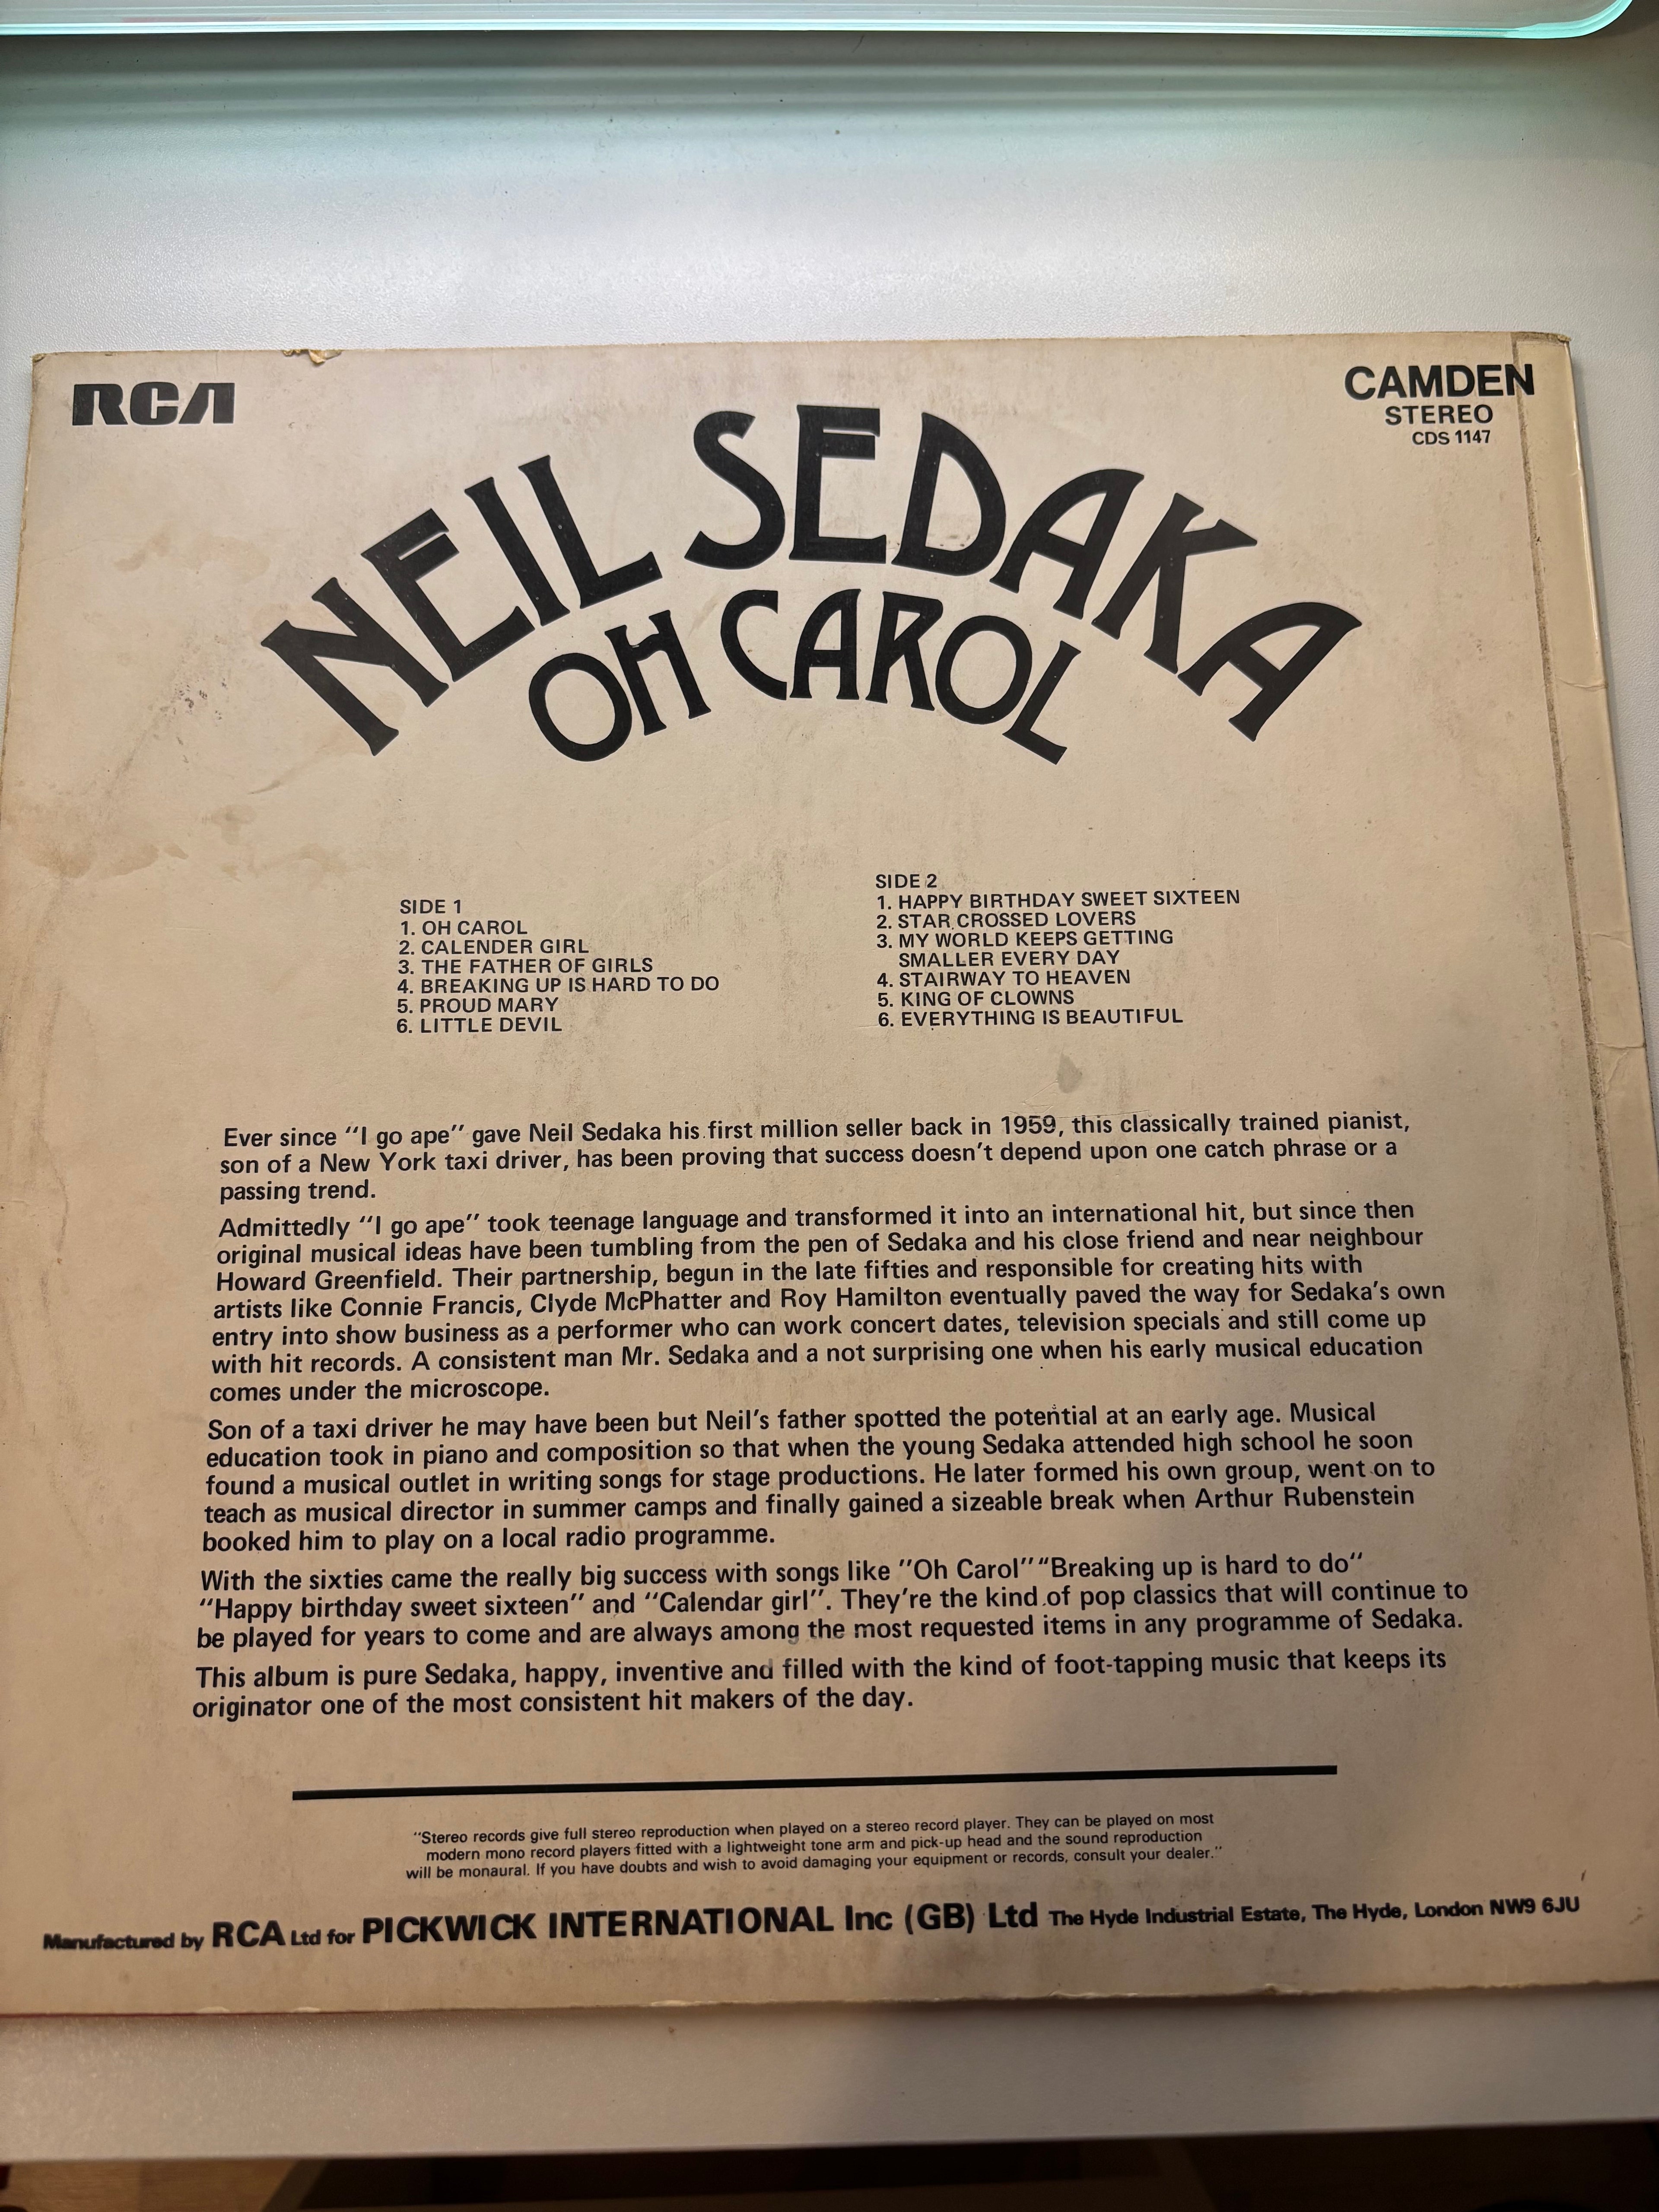 RCA
CAMDEN
STEREO
CDS 1147
NEIL SEDAKA
OH CAROL
SIDE 1
1. OH CAROL
2. CALENDER GIRL
3. THE FATHER OF GIRLS
4. BREAKING UP IS HARD TO DO
5. PROUD MARY
6. LITTLE DEVIL
SIDE 2
1. HAPPY BIRTHDAY SWEET SIXTEEN
2. STAR CROSSED LOVERS
3. MY WORLD KEEPS GETTING
SMALLER EVERY DAY
4. STAIRWAY TO HEAVEN
5. KING OF CLOWNS
6. EVERYTHING IS BEAUTIFUL
Ever since "I go ape" gave Neil Sedaka his first million seller back in 1959, this classically trained pianist,
son of a New York taxi driver, has been proving that success doesn't depend upon one catch phrase or a
passing trend.
Admittedly "I go ape" took teenage language and transformed it into an international hit, but since then
original musical ideas have been tumbling from the pen of Sedaka and his close friend and near neighbour
Howard Greenfield. Their partnership, begun in the late fifties and responsible for creating hits with
artists like Connie Francis, Clyde McPhatter and Roy Hamilton eventually paved the way for Sedaka's own
entry into show business as a performer who can work concert dates, television specials and still come up
with hit records. A consistent man Mr. Sedaka and a not surprising one when his early musical education
comes under the microscope.
Son of a taxi driver he may have been but Neil's father spotted the potential at an early age. Musical
education took in piano and composition so that when the young Sedaka attended high school he soon
found a musical outlet in writing songs for stage productions. He later formed his own group, went on to
teach as musical director in summer camps and finally gained a sizeable break when Arthur Rubenstein
booked him to play on a local radio programme.
With the sixties came the really big success with songs like "Oh Carol" "Breaking up is hard to do"
"Happy birthday sweet sixteen" and "Calendar girl". They're the kind of pop classics that will continue to
be played for years to come and are always among the most requested items in any programme of Sedaka.
This album is pure Sedaka, happy, inventive and filled with the kind of foot-tapping music that keeps its
originator one of the most consistent hit makers of the day.
"Stereo records give full stereo reproduction when played on a stereo record player. They can be played on most
modern mono record players fitted with a lightweight tone arm and pick-up head and the sound reproduction
will be monaural. If you have doubts and wish to avoid damaging your equipment or records, consult your dealer."
Manufactured by RCA Ltd for PICKWICK INTERNATIONAL Inc (GB) Ltd The Hyde Industrial Estate, The Hyde, London NW9 6JU